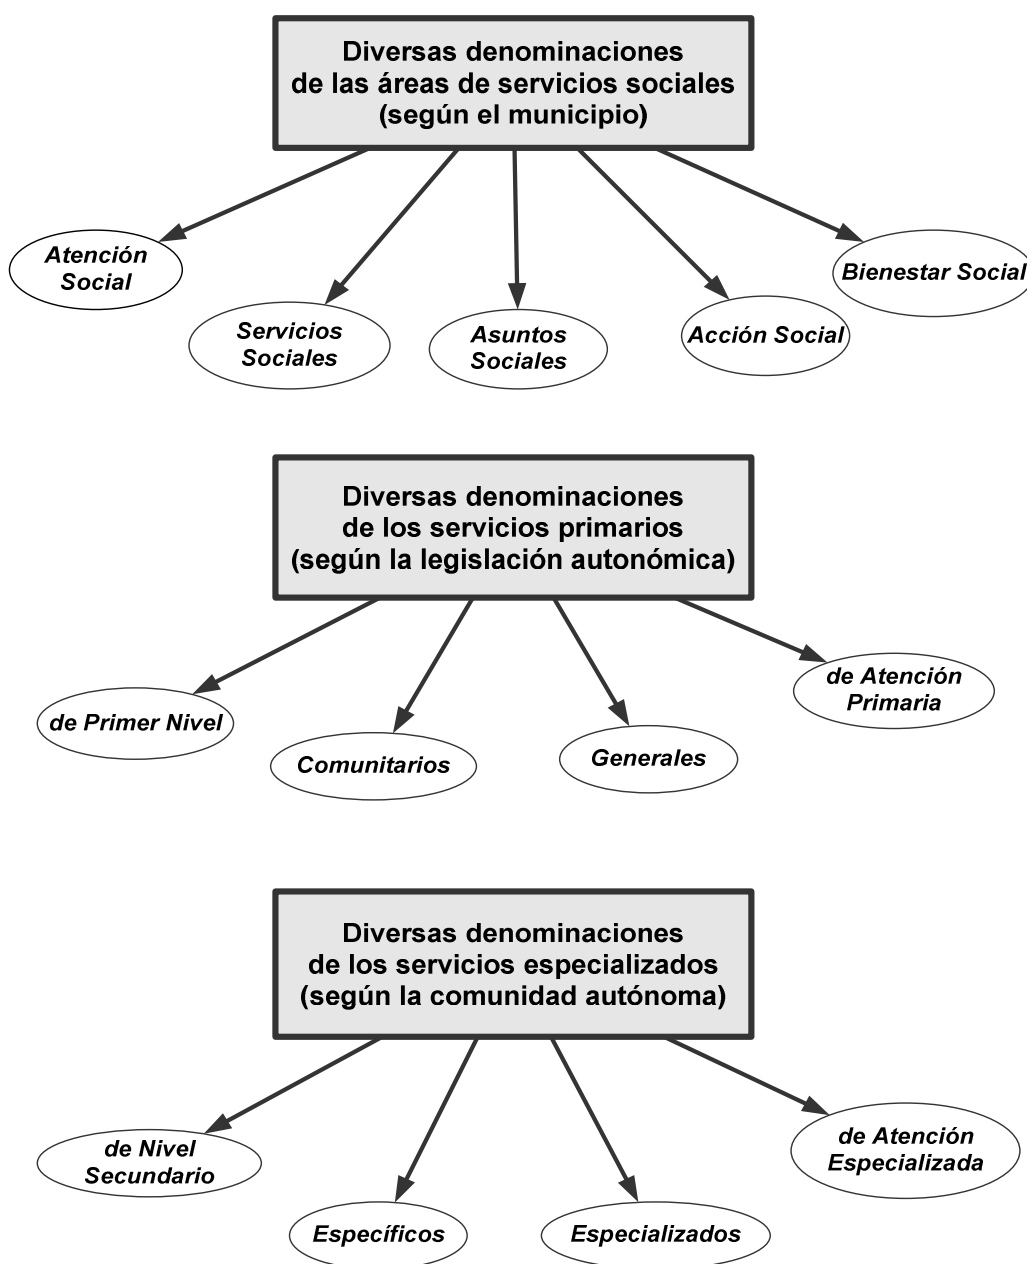 Diversas denominaciones
de las áreas de servicios sociales
(según el municipio)
Atención
Social
Servicios
Sociales
Asuntos
Sociales
Acción Social
Bienestar Social
Diversas denominaciones
de los servicios primarios
(según la legislación autonómica)
de Primer Nivel
Comunitarios
Generales
de Atención
Primaria
Diversas denominaciones
de los servicios especializados
(según la comunidad autónoma)
de Nivel
Secundario
Específicos
Especializados
de Atención
Especializada